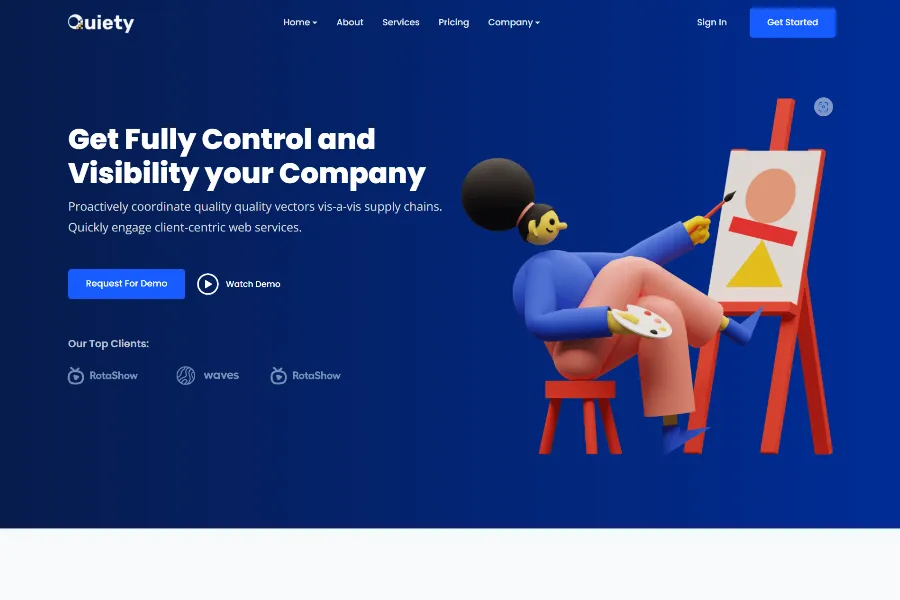 Quiety
Home About Services Pricing Company Sign In Get Started
Get Fully Control and
Visibility your Company
Proactively coordinate quality quality vectors vis-a-vis supply chains.
Quickly engage client-centric web services.
Request For Demo Watch Demo
Our Top Clients:
RotaShow waves RotaShow